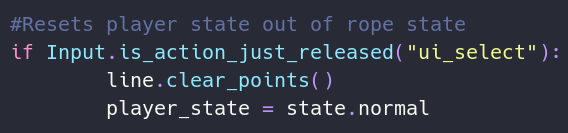 #Resets player state out of rope state
if Input.is_action_just_released("ui_select"):
        line.clear_points()
        player_state = state.normal